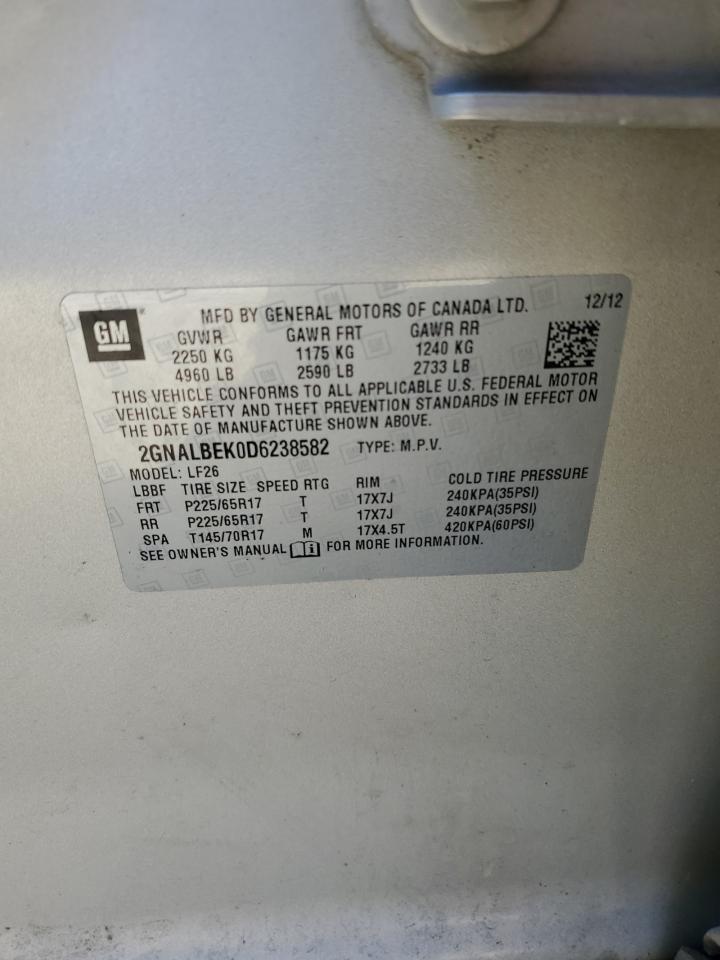 GM
MFD BY GENERAL MOTORS OF CANADA LTD. 12/12
GVWR GAWR FRT GAWR RR
2250 KG 1175 KG 1240 KG
4960 LB 2590 LB 2733 LB
THIS VEHICLE CONFORMS TO ALL APPLICABLE U.S. FEDERAL MOTOR
VEHICLE SAFETY AND THEFT PREVENTION STANDARDS IN EFFECT ON
THE DATE OF MANUFACTURE SHOWN ABOVE.
2GNALBEK0D6238582 TYPE: M.P.V.
MODEL: LF26
LBBF TIRE SIZE SPEED RTG RIM COLD TIRE PRESSURE
FRT P225/65R17 T 17X7J 240KPA(35PSI)
RR P225/65R17 T 17X7J 240KPA(35PSI)
SPA T145/70R17 M 17X4.5T 420KPA(60PSI)
SEE OWNER'S MANUAL FOR MORE INFORMATION.